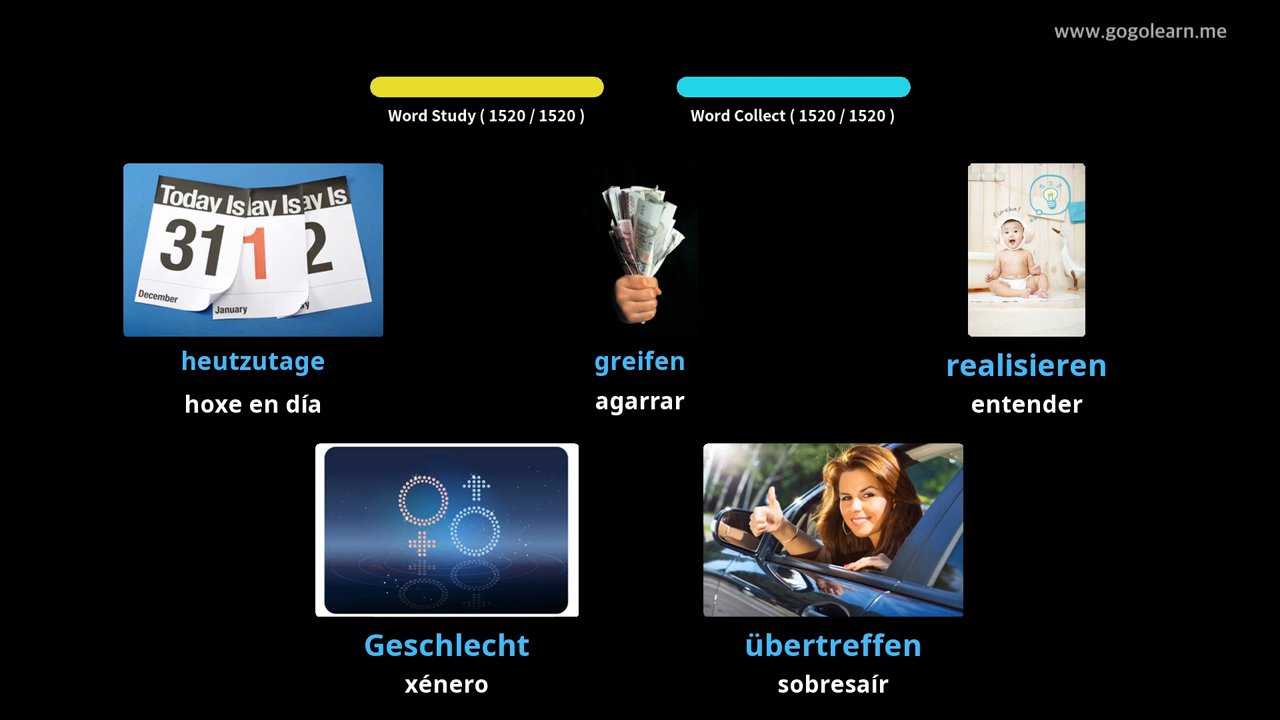 www.gogolearn.me
Word Study ( 1520 / 1520 )
Word Collect ( 1520 / 1520 )
Today Is
ay Is
ay Is
31
1
2
December
January
Eureka!
heutzutage
greifen
realisieren
hoxe en día
agarrar
entender
Geschlecht
übertreffen
xénero
sobresaír